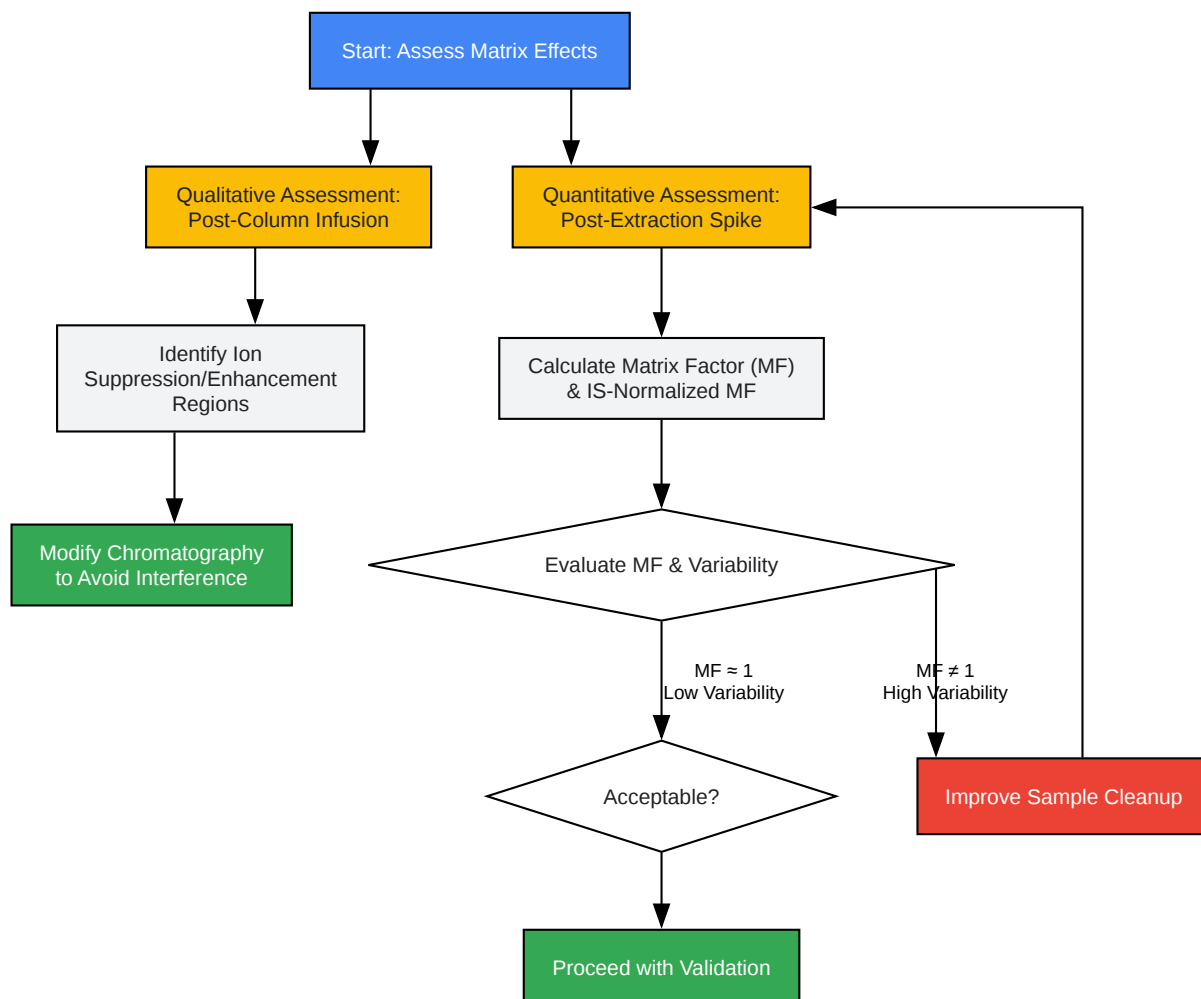 Start: Assess Matrix Effects
Qualitative Assessment:
Post-Column Infusion
Quantitative Assessment:
Post-Extraction Spike
Identify Ion
Suppression/Enhancement
Regions
Calculate Matrix Factor (MF)
& IS-Normalized MF
Modify Chromatography
to Avoid Interference
Evaluate MF & Variability
MF ≈ 1
Low Variability
MF ≠ 1
High Variability
Acceptable?
Improve Sample Cleanup
Proceed with Validation